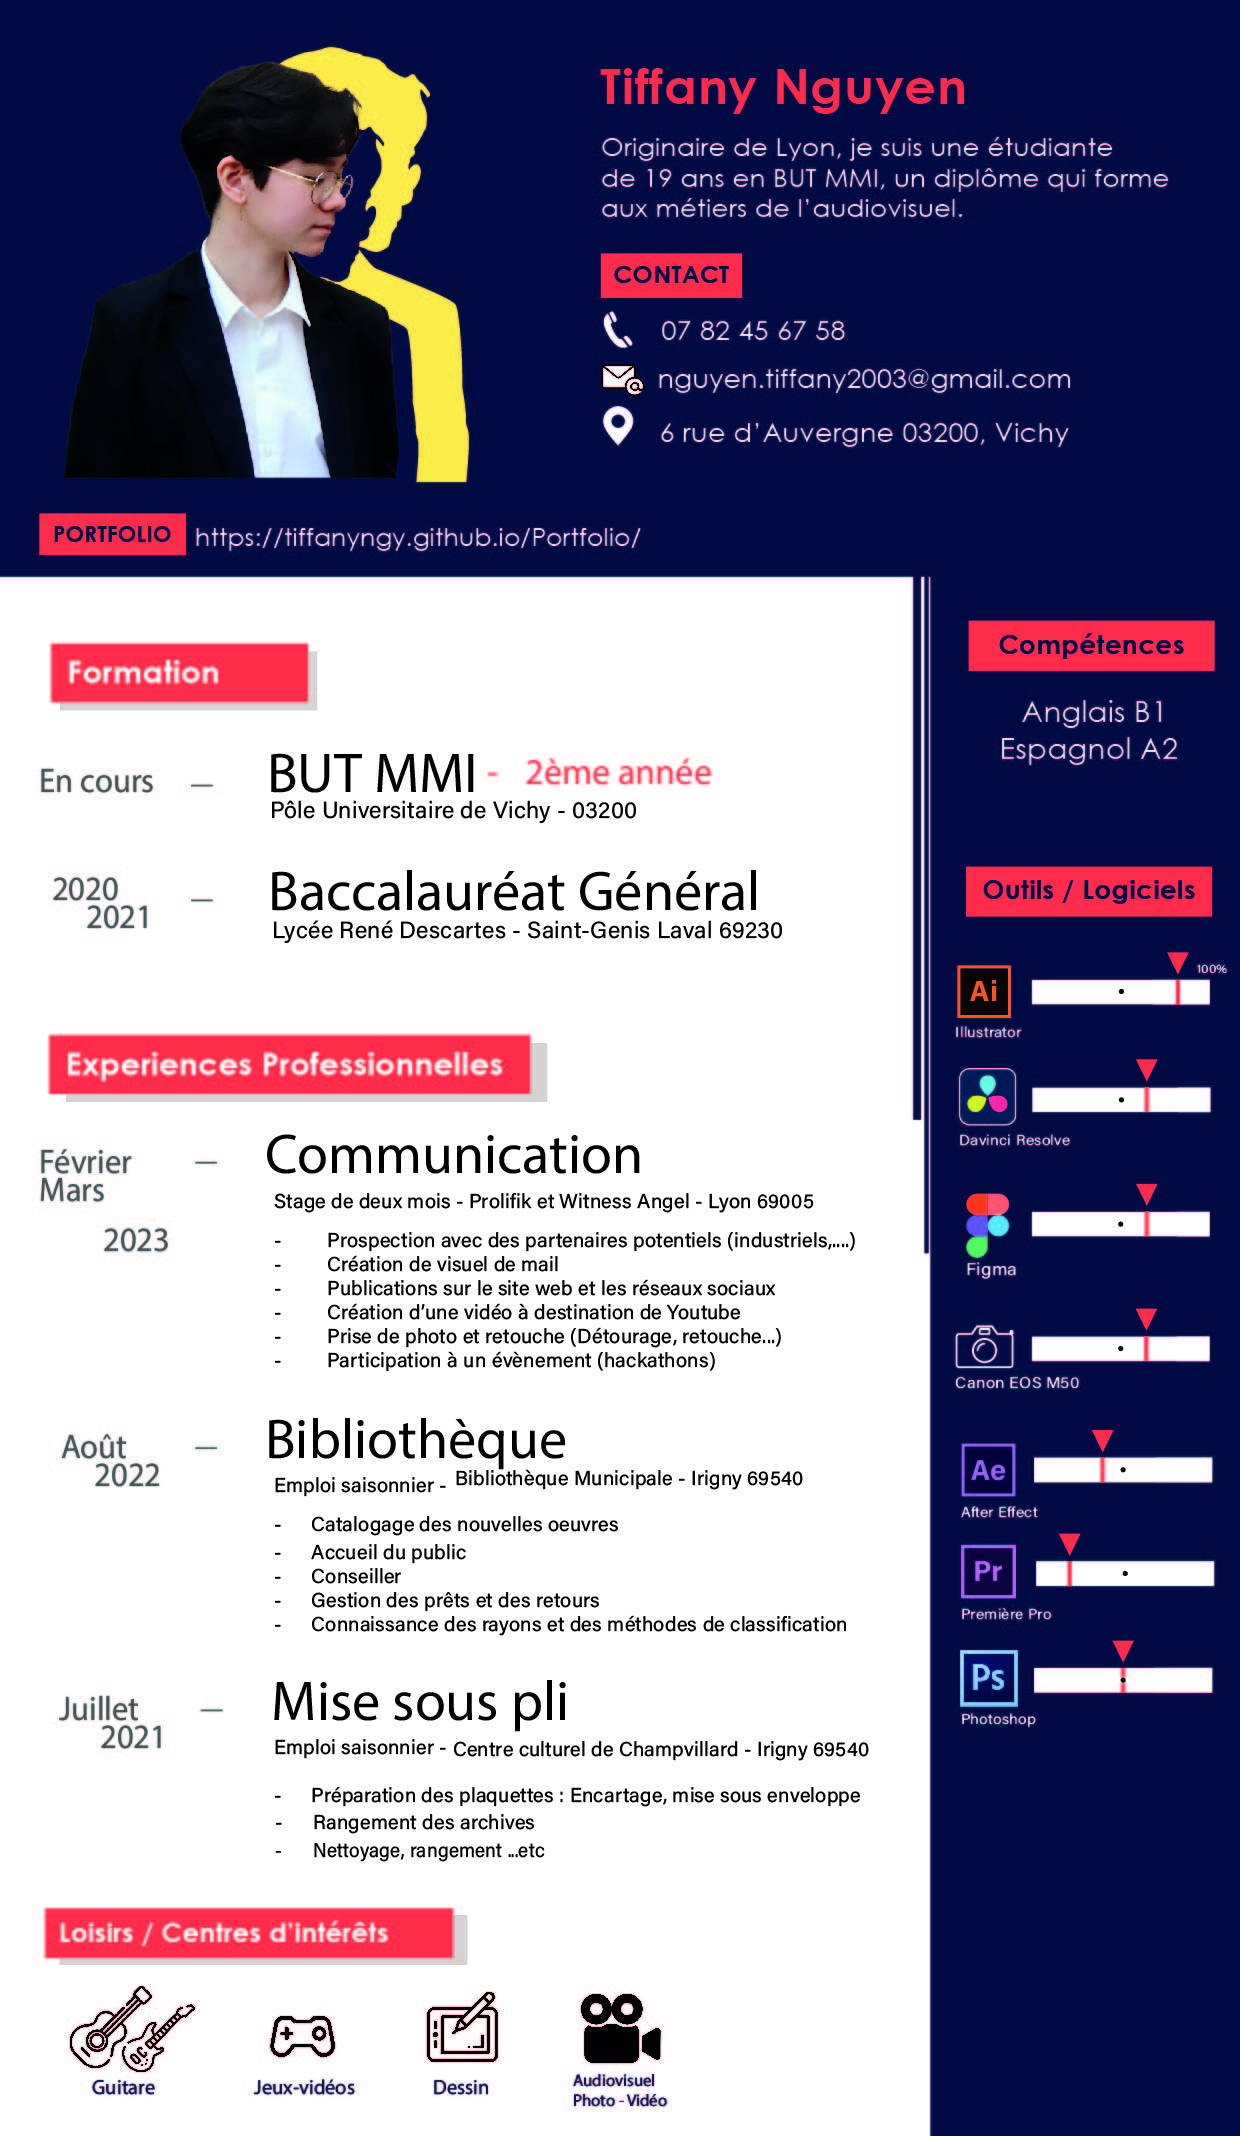 Tiffany Nguyen
Originaire de Lyon, je suis une étudiante
de 19 ans en BUT MMI, un diplôme qui forme
aux métiers de l'audiovisuel.
CONTACT
07 82 45 67 58
nguyen.tiffany2003@gmail.com
6 rue d'Auvergne 03200, Vichy
PORTFOLIO https://tiffanyngy.github.io/Portfolio/
Formation
En cours — BUT MMI - 2ème année
Pôle Universitaire de Vichy - 03200
2020
2021 — Baccalauréat Général
Lycée René Descartes - Saint-Genis Laval 69230
Experiences Professionnelles
Février
Mars
2023
— Communication
Stage de deux mois - Prolifik et Witness Angel - Lyon 69005
- Prospection avec des partenaires potentiels (industriels,....)
- Création de visuel de mail
- Publications sur le site web et les réseaux sociaux
- Création d'une vidéo à destination de Youtube
- Prise de photo et retouche (Détourage, retouche...)
- Participation à un évènement (hackathons)
Août
2022
— Bibliothèque
Emploi saisonnier - Bibliothèque Municipale - Irigny 69540
- Catalogage des nouvelles oeuvres
- Accueil du public
- Conseiller
- Gestion des prêts et des retours
- Connaissance des rayons et des méthodes de classification
Juillet
2021
— Mise sous pli
Emploi saisonnier - Centre culturel de Champvillard - Irigny 69540
- Préparation des plaquettes : Encartage, mise sous enveloppe
- Rangement des archives
- Nettoyage, rangement ...etc
Loisirs / Centres d'intérêts
Guitare
Jeux-vidéos
Dessin
Audiovisuel
Photo - Vidéo
Compétences
Anglais B1
Espagnol A2
Outils / Logiciels
100%
Ai
Illustrator
Davinci Resolve
Figma
Canon EOS M50
Ae
After Effect
Pr
Première Pro
Ps
Photoshop